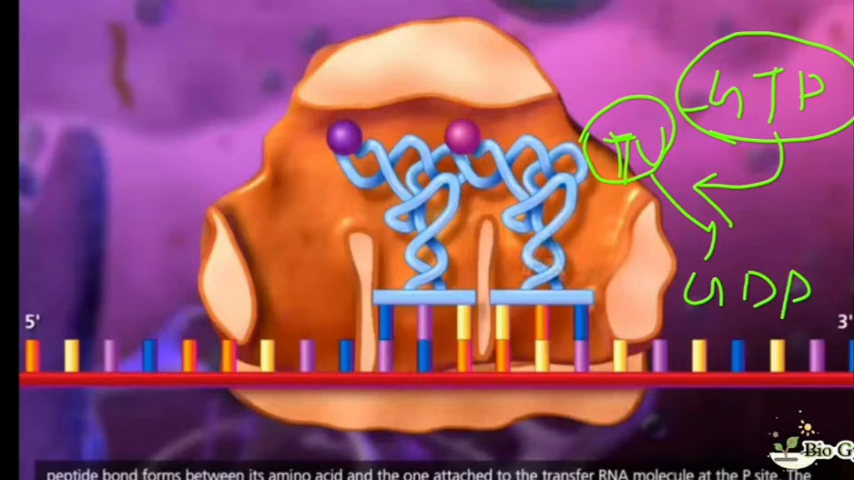 GTP
TU
GDP
5'
3'
Bio G
peptide bond forms between its amino acid and the one attached to the transfer RNA molecule at the P site. The